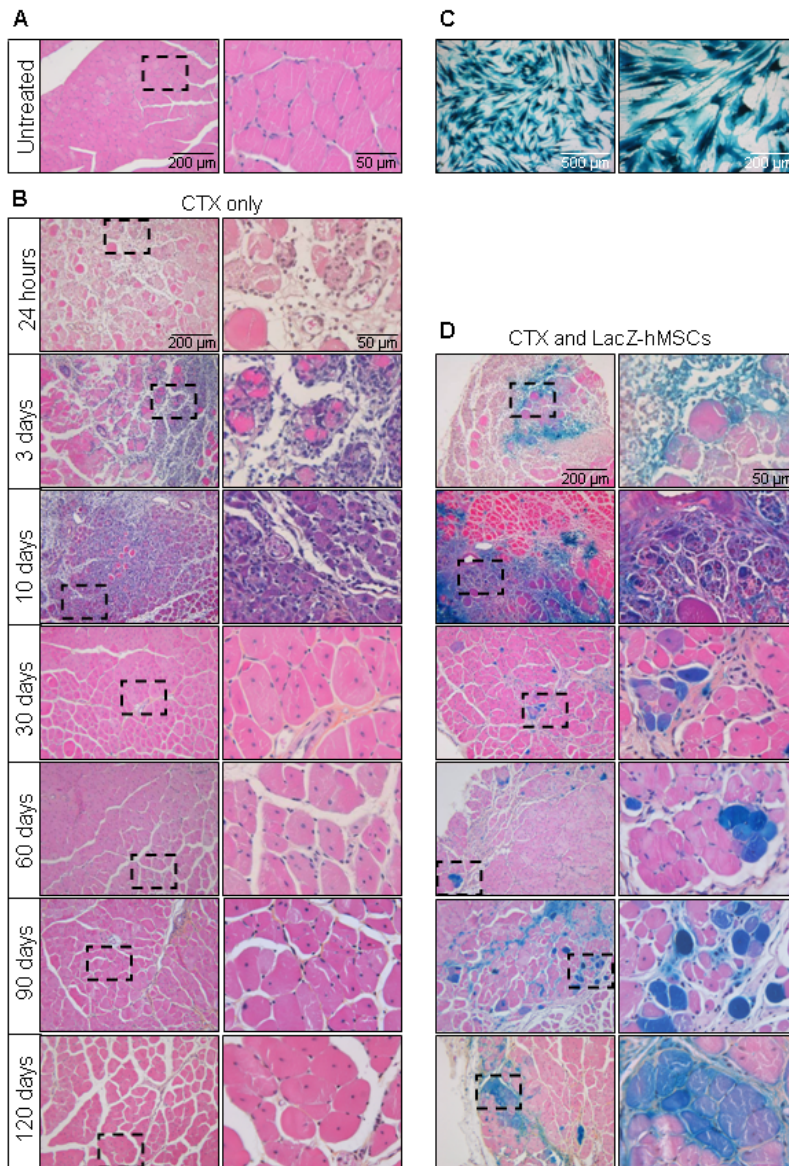 A
C
Untreated
200 µm
50 µm
500 µm
200 µm
B
CTX only
24 hours
200 µm
50 µm
D
CTX and LacZ-hMSCs
3 days
200 µm
50 µm
10 days
30 days
60 days
90 days
120 days